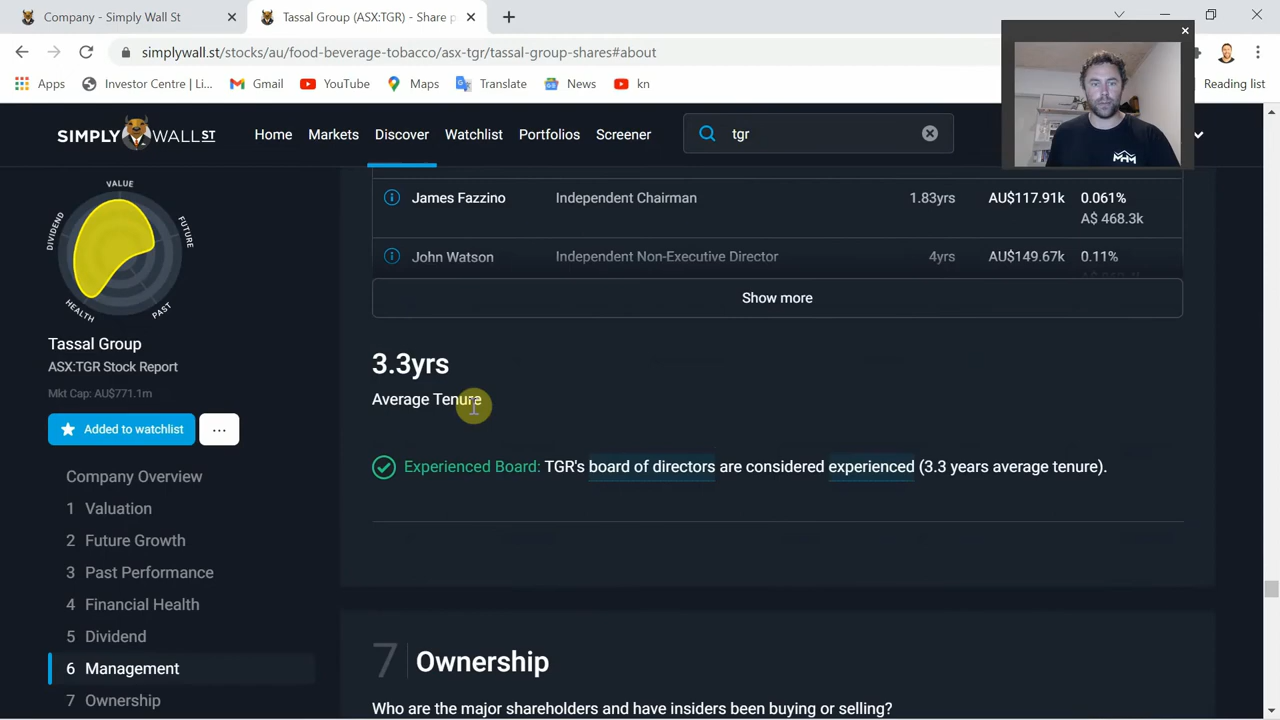 Company - Simply Wall St
Tassal Group (ASX:TGR) - Share p
simplywall.st/stocks/au/food-beverage-tobacco/asx-tgr/tassal-group-shares#about
Apps
Investor Centre | Li...
Gmail
YouTube
Maps
Translate
News
kn
Reading list
SIMPLY WALL ST
Home
Markets
Discover
Watchlist
Portfolios
Screener
tgr
VALUE
FUTURE
PAST
HEALTH
DIVIDEND
Tassal Group
ASX:TGR Stock Report
Mkt Cap: AU$771.1m
Added to watchlist
...
Company Overview
1 Valuation
2 Future Growth
3 Past Performance
4 Financial Health
5 Dividend
6 Management
7 Ownership
James Fazzino Independent Chairman 1.83yrs AU$117.91k 0.061%
A$ 468.3k
John Watson Independent Non-Executive Director 4yrs AU$149.67k 0.11%
Show more
3.3yrs
Average Tenure
Experienced Board: TGR's board of directors are considered experienced (3.3 years average tenure).
7 Ownership
Who are the major shareholders and have insiders been buying or selling?